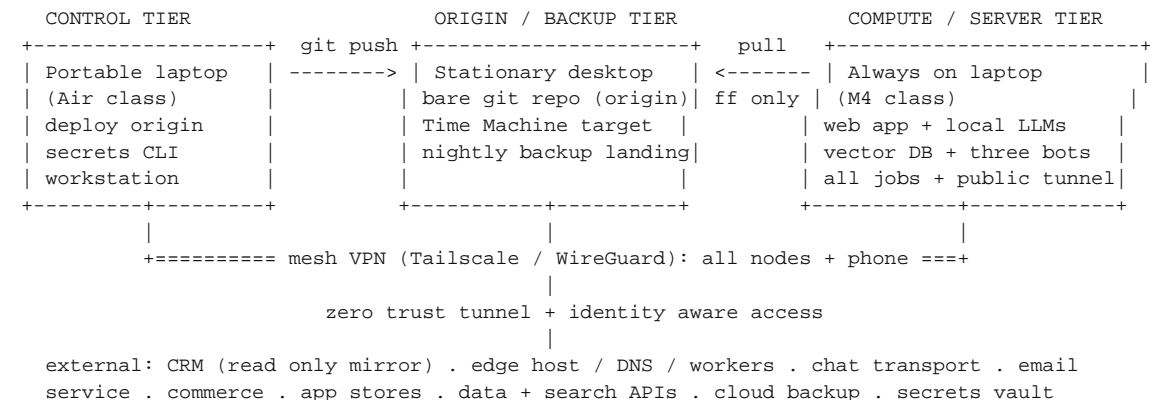 CONTROL TIER ORIGIN / BACKUP TIER COMPUTE / SERVER TIER
+-------------------+ git push +----------------------+ pull +--------------------------+
| Portable laptop | --------> | Stationary desktop | <------- | Always on laptop |
| (Air class) | | bare git repo (origin)| ff only | (M4 class) |
| deploy origin | | Time Machine target | | web app + local LLMs |
| secrets CLI | | nightly backup landing| | vector DB + three bots |
| workstation | | | | all jobs + public tunnel|
+---------+---------+ +-----------+----------+ +------------+------------+
| | |
+========== mesh VPN (Tailscale / WireGuard): all nodes + phone ===+
|
zero trust tunnel + identity aware access
|
external: CRM (read only mirror) . edge host / DNS / workers . chat transport . email
service . commerce . app stores . data + search APIs . cloud backup . secrets vault